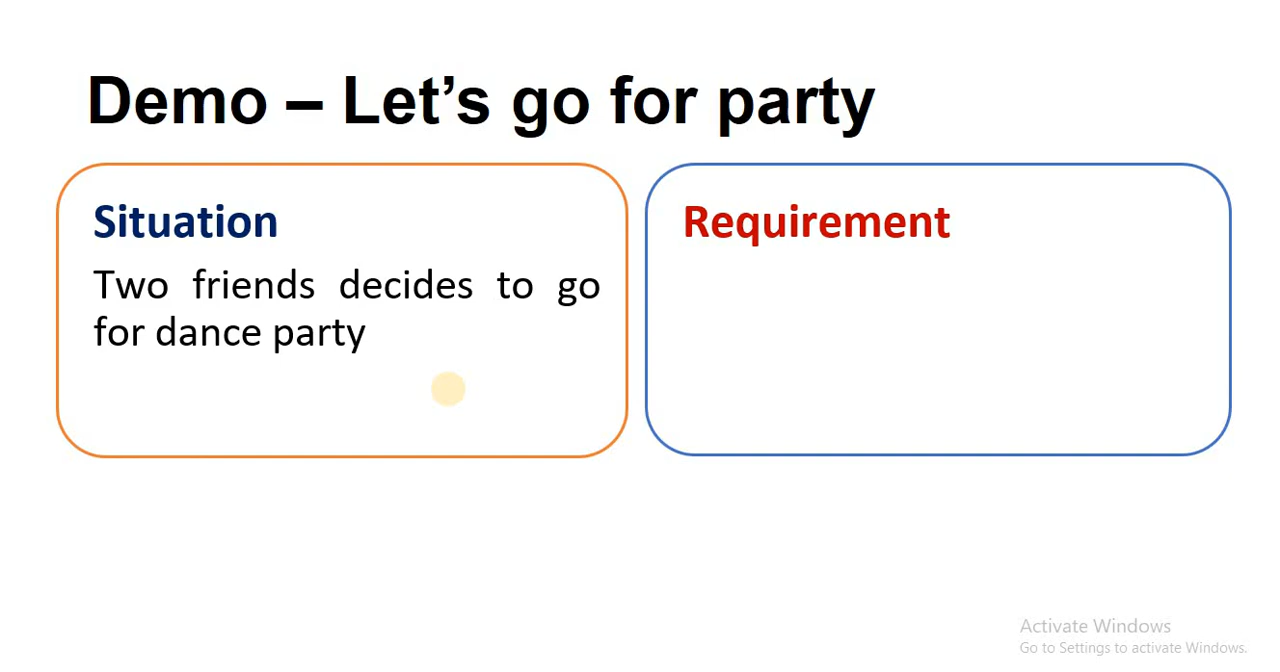 Demo – Let’s go for party
Situation
Two friends decides to go
for dance party
Requirement
Activate Windows
Go to Settings to activate Windows.